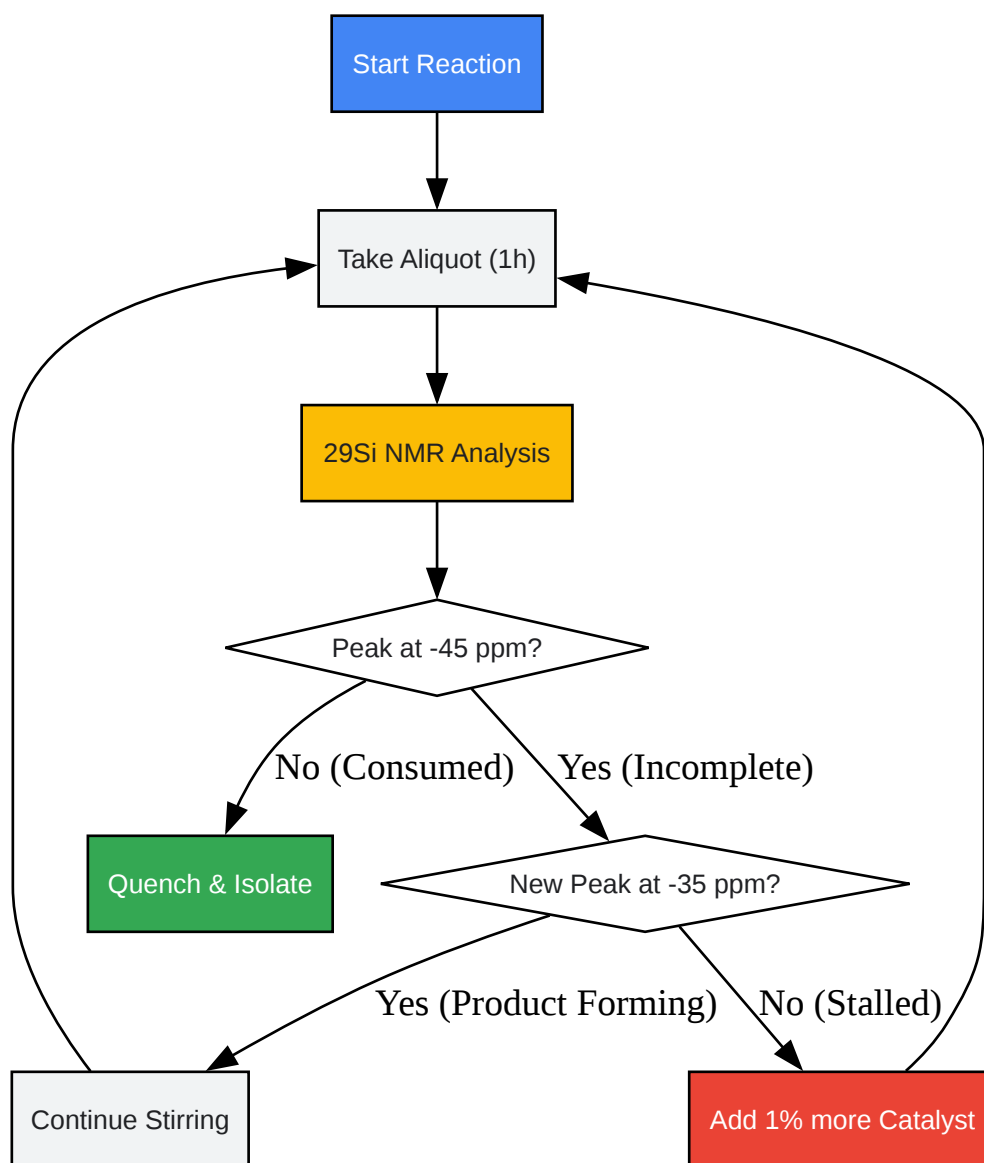 Start Reaction
Take Aliquot (1h)
29Si NMR Analysis
Peak at -45 ppm?
No (Consumed)
Yes (Incomplete)
Quench & Isolate
New Peak at -35 ppm?
Yes (Product Forming)
No (Stalled)
Continue Stirring
Add 1% more Catalyst